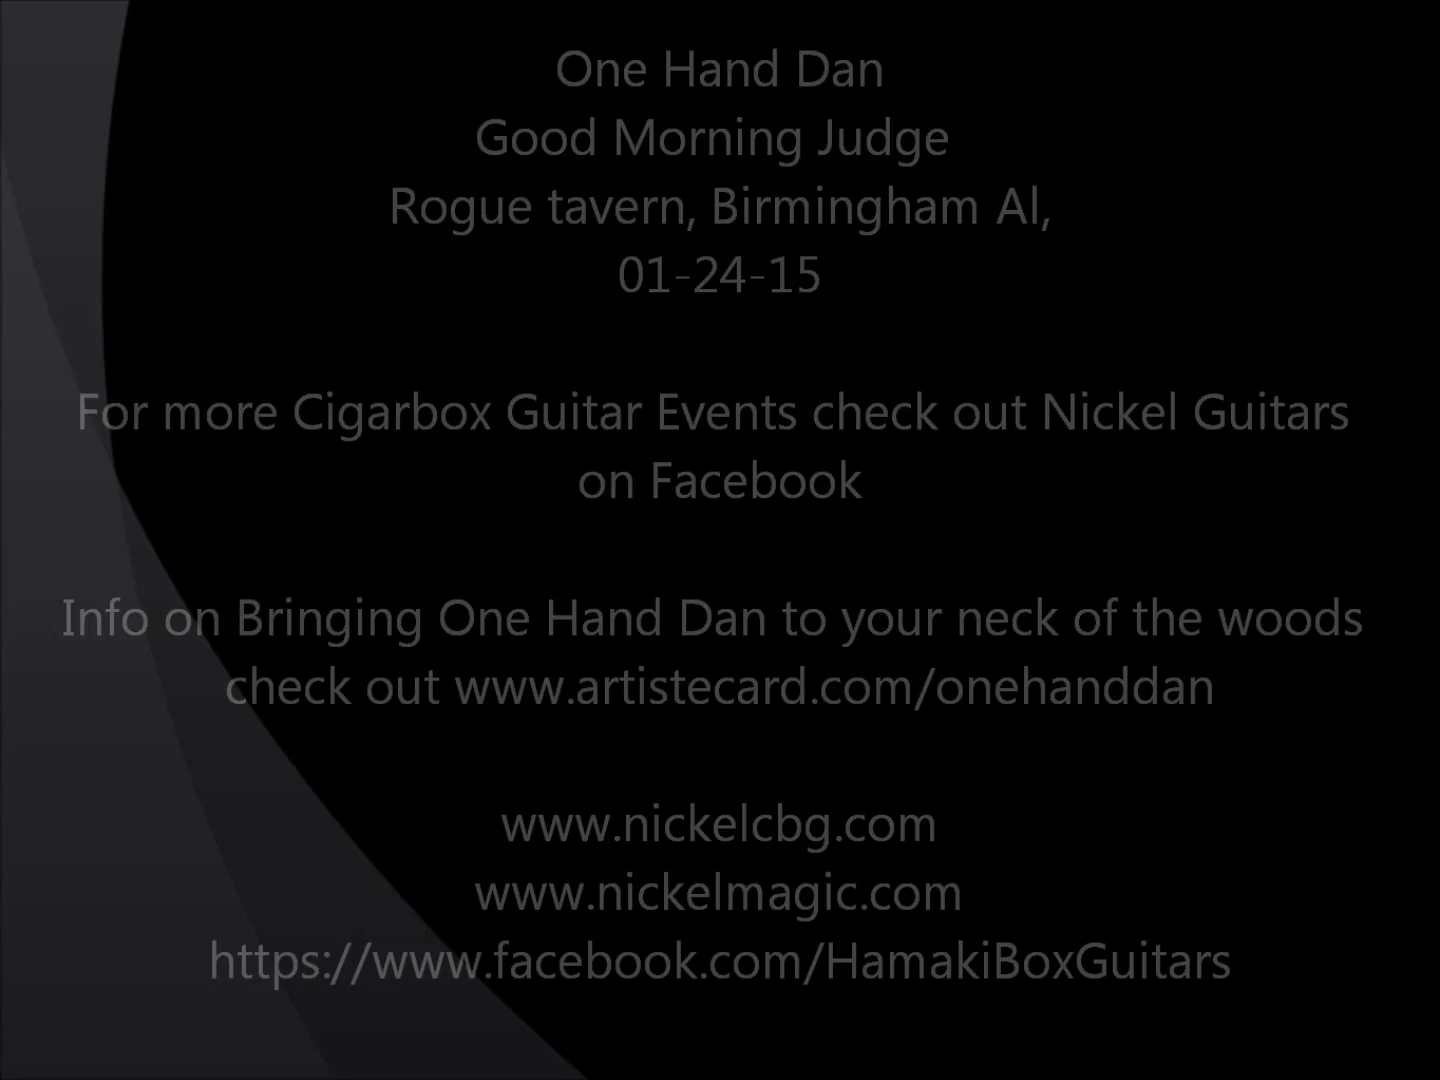 One Hand Dan
Good Morning Judge
Rogue tavern, Birmingham Al,
01-24-15
For more Cigarbox Guitar Events check out Nickel Guitars
on Facebook
Info on Bringing One Hand Dan to your neck of the woods
check out www.artistecard.com/onehanddan
www.nickelcbg.com
www.nickelmagic.com
https://www.facebook.com/HamakiBoxGuitars